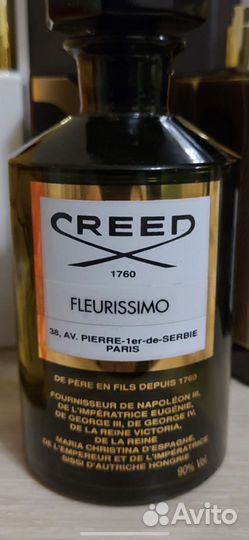 CREED
1760
FLEURISSIMO
38, AV. PIERRE-1er-de-SERBIE
PARIS
DE PÈRE EN FILS DEPUIS 1760
FOURNISSEUR DE NAPOLÉON III,
DE L'IMPÉRATRICE EUGÉNIE,
DE GEORGE III, DE GEORGE IV,
DE LA REINE VICTORIA,
DE LA REINE
MARIA CHRISTINA D'ESPAGNE,
DE L'EMPEREUR ET DE L'IMPÉRATRICE
SISSI D'AUTRICHE HONGRIE
90% Vol.
Avito